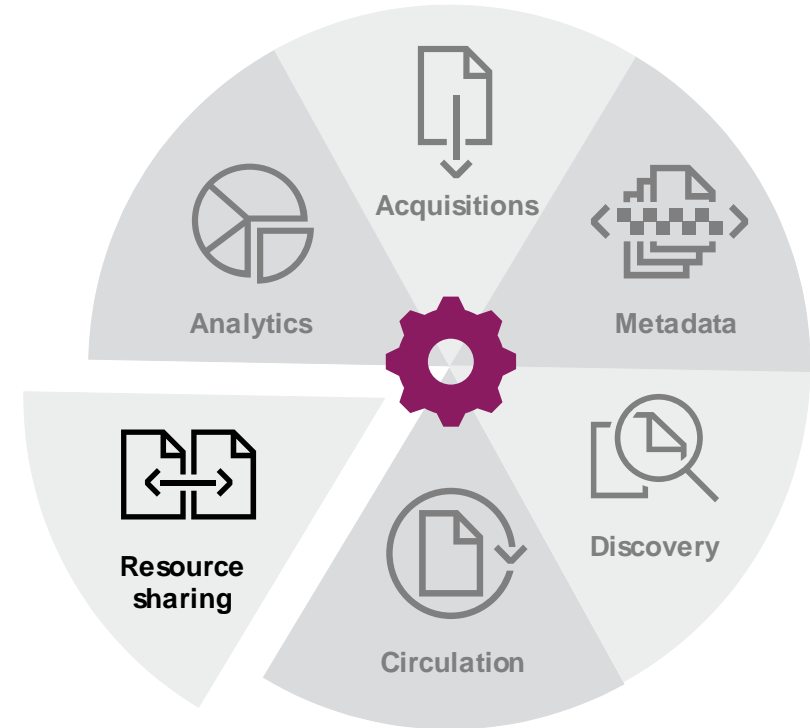 Acquisitions
Analytics
Metadata
Resource
sharing
Discovery
Circulation